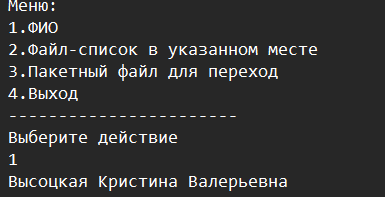 Меню:
1.ФИО
2.Файл-список в указанном месте
3.Пакетный файл для переход
4.Выход
-----------------------
Выберите действие
1
Высоцкая Кристина Валерьевна